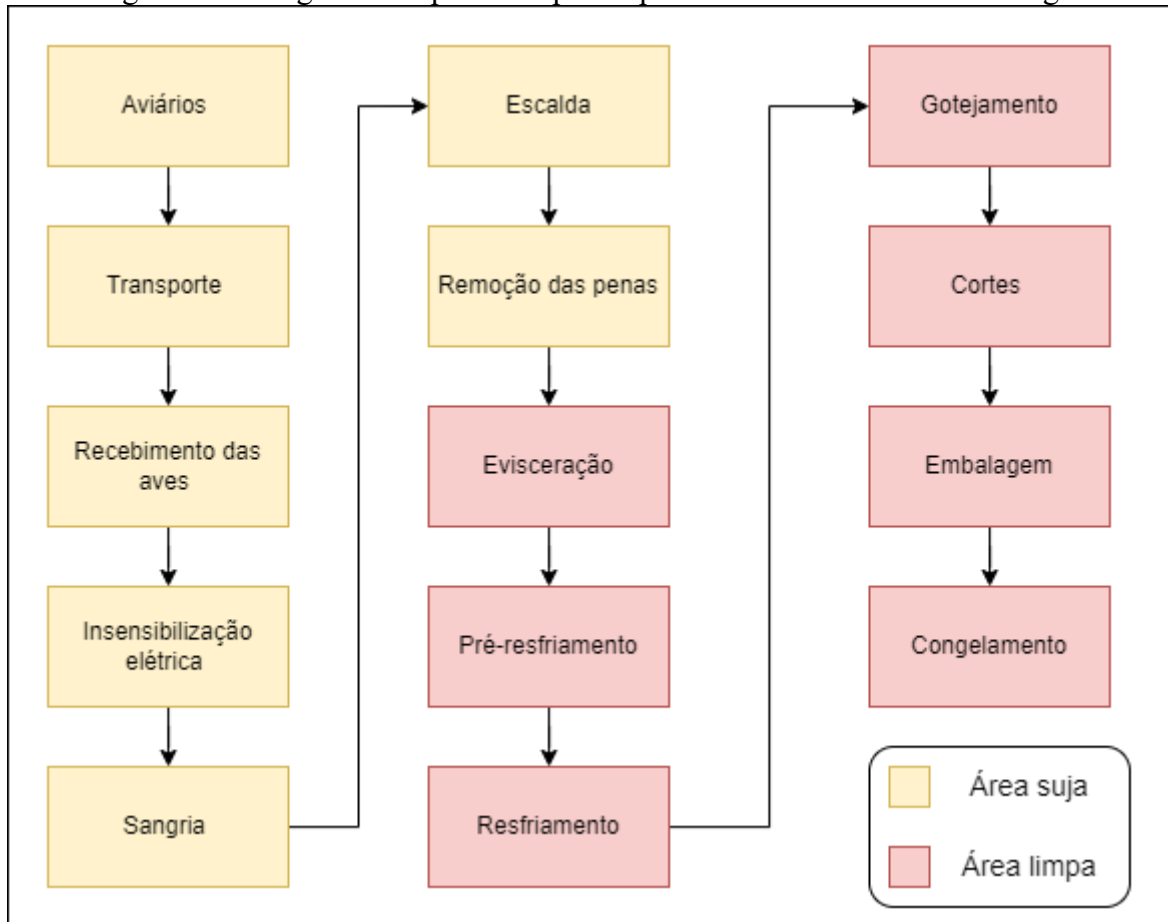 Aviários
Transporte
Recebimento das
aves
Insensibilização
elétrica
Sangria
Escalda
Remoção das penas
Evisceração
Pré-resfriamento
Resfriamento
Gotejamento
Cortes
Embalagem
Congelamento
Área suja
Área limpa